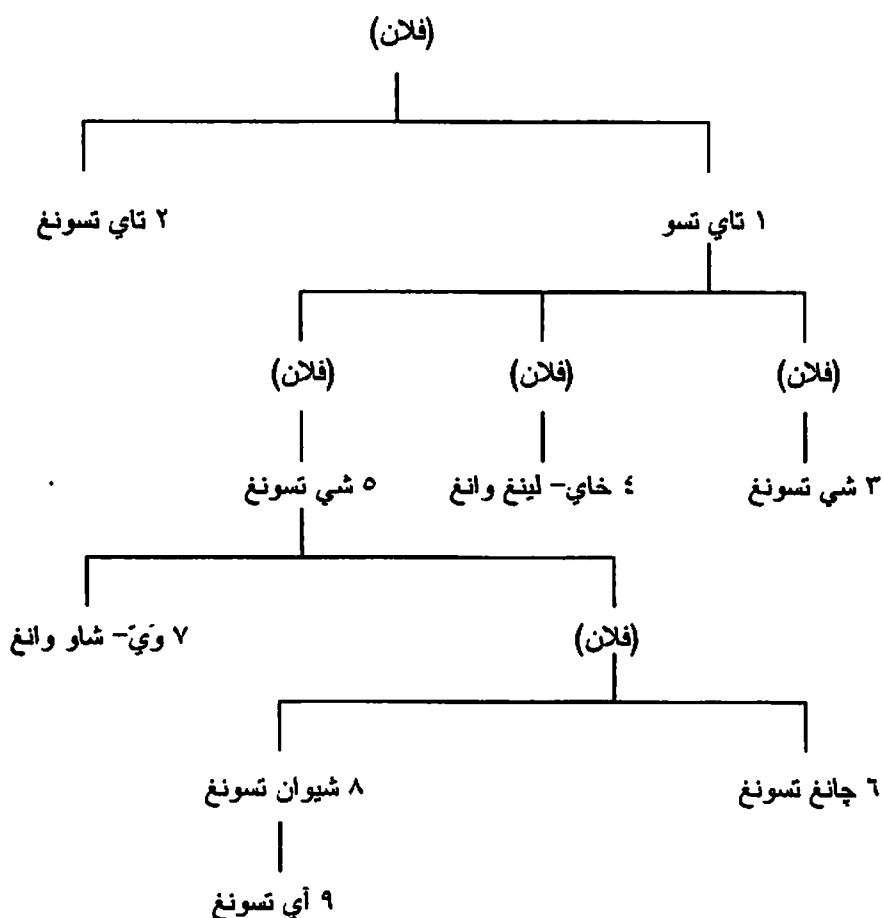 (فلان)
١ تاي تسو
٢ تاي تسونغ
(فلان)
(فلان)
(فلان)
٣ شي تسونغ
٤ خاي- لينغ وانغ
٥ شي تسونغ
(فلان)
٧ وَيّ- شاو وانغ
٦ چانغ تسونغ
٨ شيوان تسونغ
٩ آي تسونغ